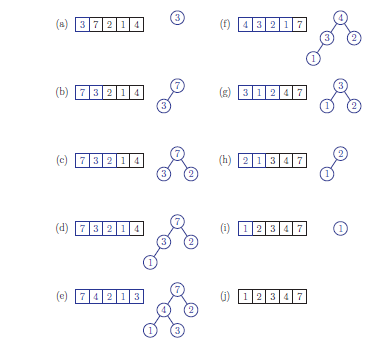 (a) 3 7 2 1 4
3
(b) 7 3 2 1 4
7
3
(c) 7 3 2 1 4
7
3 2
(d) 7 3 2 1 4
7
3 2
1
(e) 7 4 2 1 3
7
4 2
1 3
(f) 4 3 2 1 7
4
3 2
1
(g) 3 1 2 4 7
3
1 2
(h) 2 1 3 4 7
2
1
(i) 1 2 3 4 7
1
(j) 1 2 3 4 7